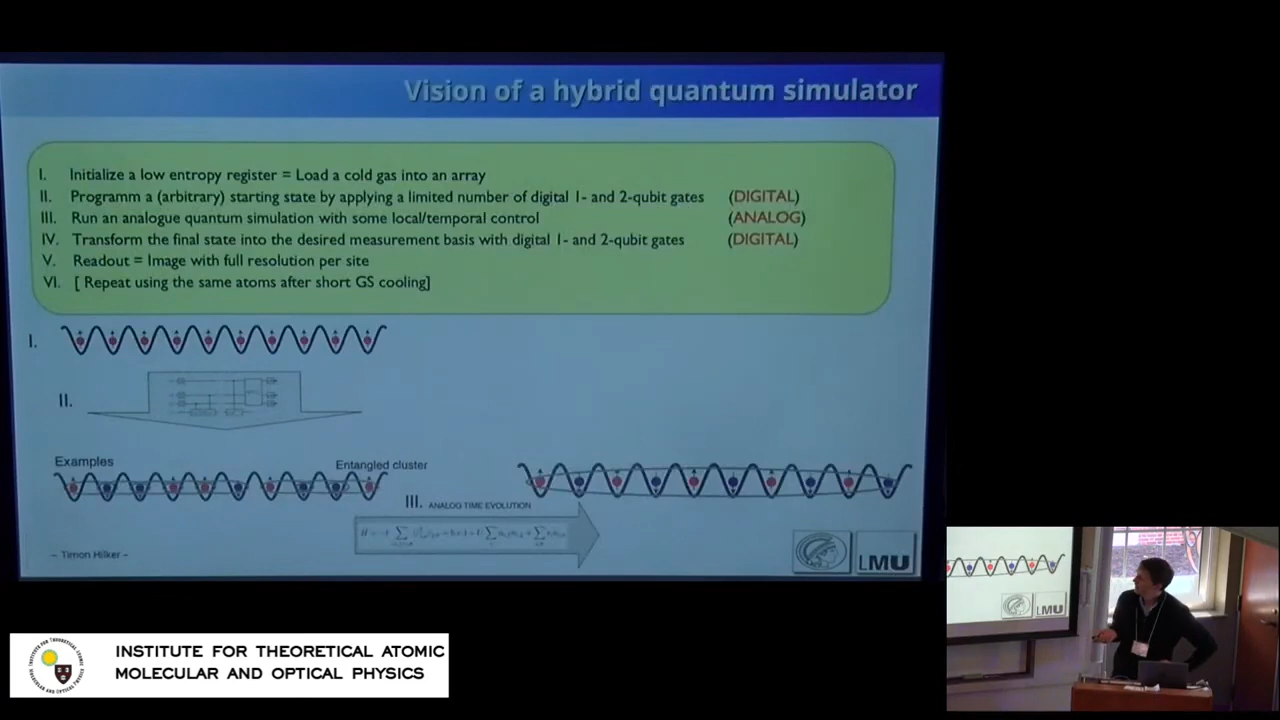 Vision of a hybrid quantum simulator
I. Initialize a low entropy register = Load a cold gas into an array
II. Programm a (arbitrary) starting state by applying a limited number of digital 1- and 2-qubit gates (DIGITAL)
III. Run an analogue quantum simulation with some local/temporal control (ANALOG)
IV. Transform the final state into the desired measurement basis with digital 1- and 2-qubit gates (DIGITAL)
V. Readout = Image with full resolution per site
VI. [ Repeat using the same atoms after short GS cooling]
I.
II.
Examples
Entangled cluster
III. ANALOG TIME EVOLUTION
– Timon Hilker –
LMU
LMU
INSTITUTE FOR THEORETICAL ATOMIC
MOLECULAR AND OPTICAL PHYSICS